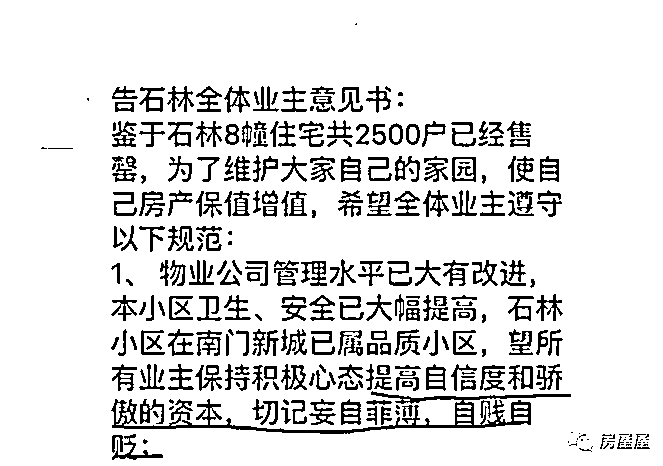 告石林全体业主意见书：
鉴于石林8幢住宅共2500户已经售
罄，为了维护大家自己的家园，使自
己房产保值增值，希望全体业主遵守
以下规范：
1、 物业公司管理水平已大有改进，
本小区卫生、安全已大幅提高，石林
小区在南门新城已属品质小区，望所
有业主保持积极心态提高自信度和骄
傲的资本，切记妄自菲薄，自贱自
贬；
房屋屋